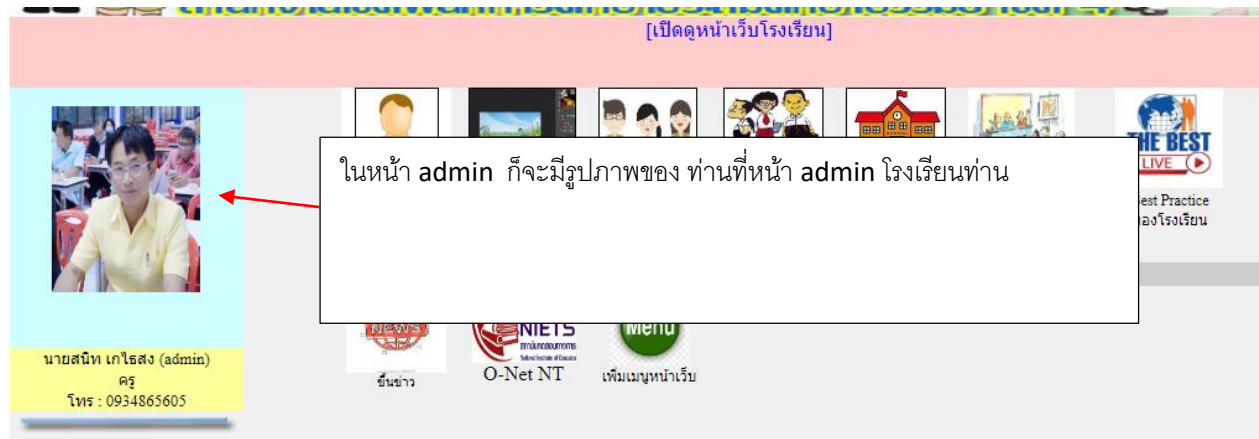 [เปิดดูหน้าเว็บโรงเรียน]
ในหน้า admin ก็จะมีรูปภาพของ ท่านที่หน้า admin โรงเรียนท่าน
THE BEST
LIVE
est Practice
องโรงเรียน
นายสนิท เกไธสง (admin)
ครู
โทร : 0934865605
NEWS
NIETS
Menu
ขึ้นข่าว
O-Net NT
เพิ่มเมนูหน้าเว็บ